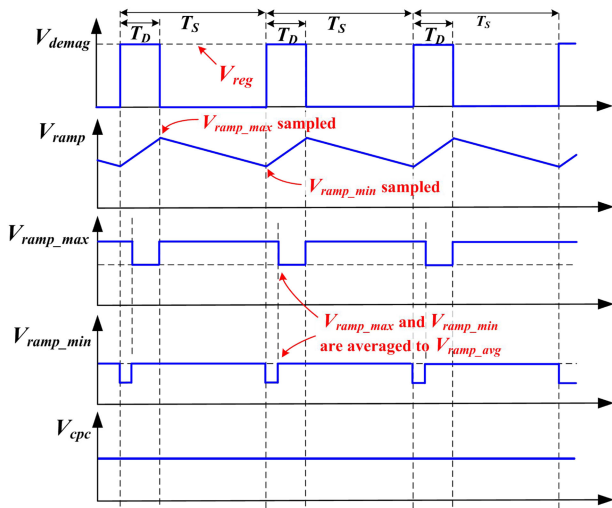 T_S T_S T_S
T_D T_D T_D
V_demag
V_reg
V_ramp_max sampled
V_ramp
V_ramp_min sampled
V_ramp_max
V_ramp_max and V_ramp_min
are averaged to V_ramp_avg
V_ramp_min
V_cpc